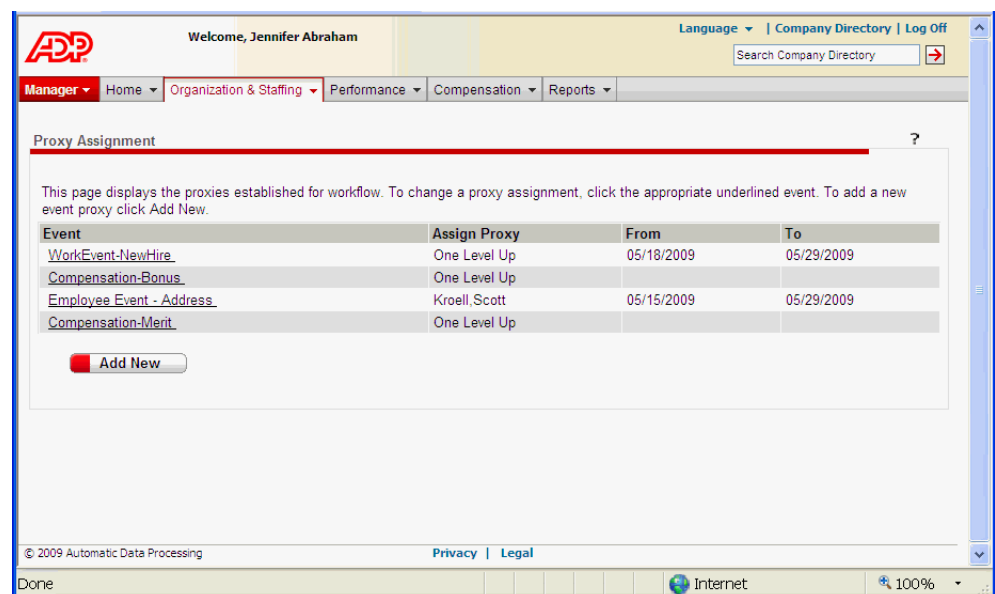 ADP
Welcome, Jennifer Abraham
Language | Company Directory | Log Off
Search Company Directory
Manager Home Organization & Staffing Performance Compensation Reports
Proxy Assignment ?
This page displays the proxies established for workflow. To change a proxy assignment, click the appropriate underlined event. To add a new
event proxy click Add New.
Event Assign Proxy From To
WorkEvent-NewHire One Level Up 05/18/2009 05/29/2009
Compensation-Bonus One Level Up
Employee Event - Address Kroell,Scott 05/15/2009 05/29/2009
Compensation-Merit One Level Up
Add New
© 2009 Automatic Data Processing Privacy | Legal
Done Internet 100%